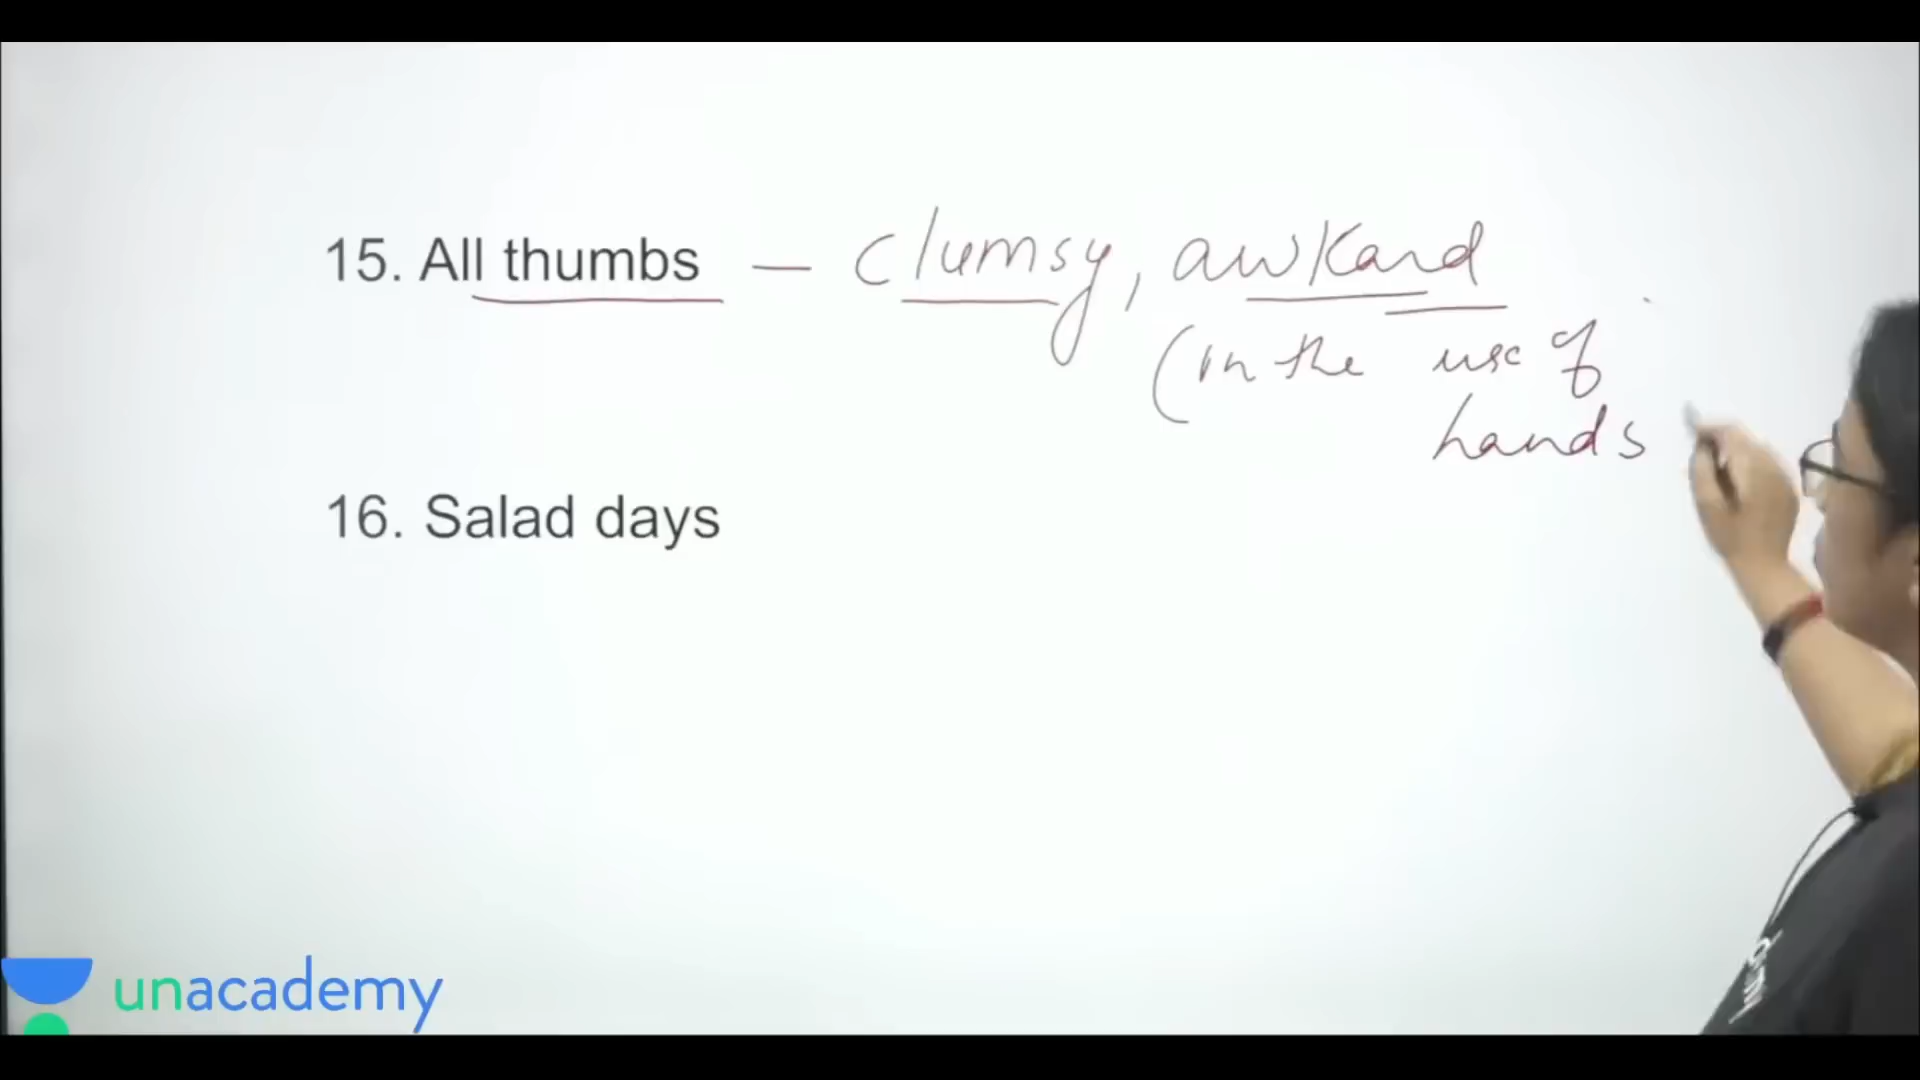 15. All thumbs — clumsy, awkard
(in the use of
hands
16. Salad days
unacademy